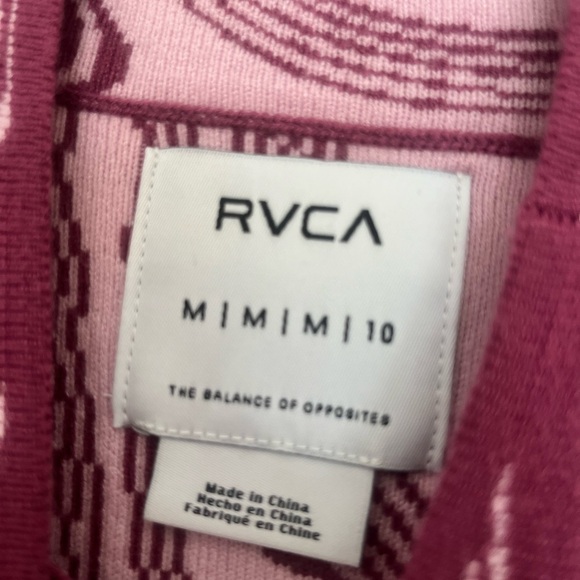 RVCA
M | M | M | 10
THE BALANCE OF OPPOSITES
Made in China
Hecho en China
Fabriqué en Chine